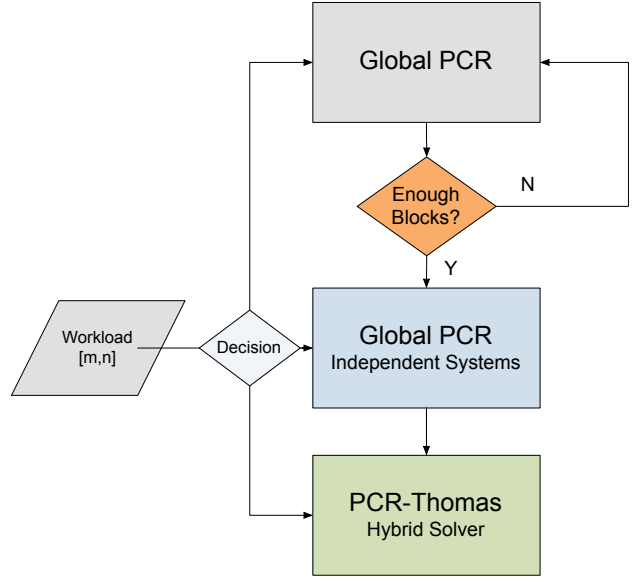 Global PCR
Enough
Blocks?
N
Y
Workload
[m,n]
Decision
Global PCR
Independent Systems
PCR-Thomas
Hybrid Solver